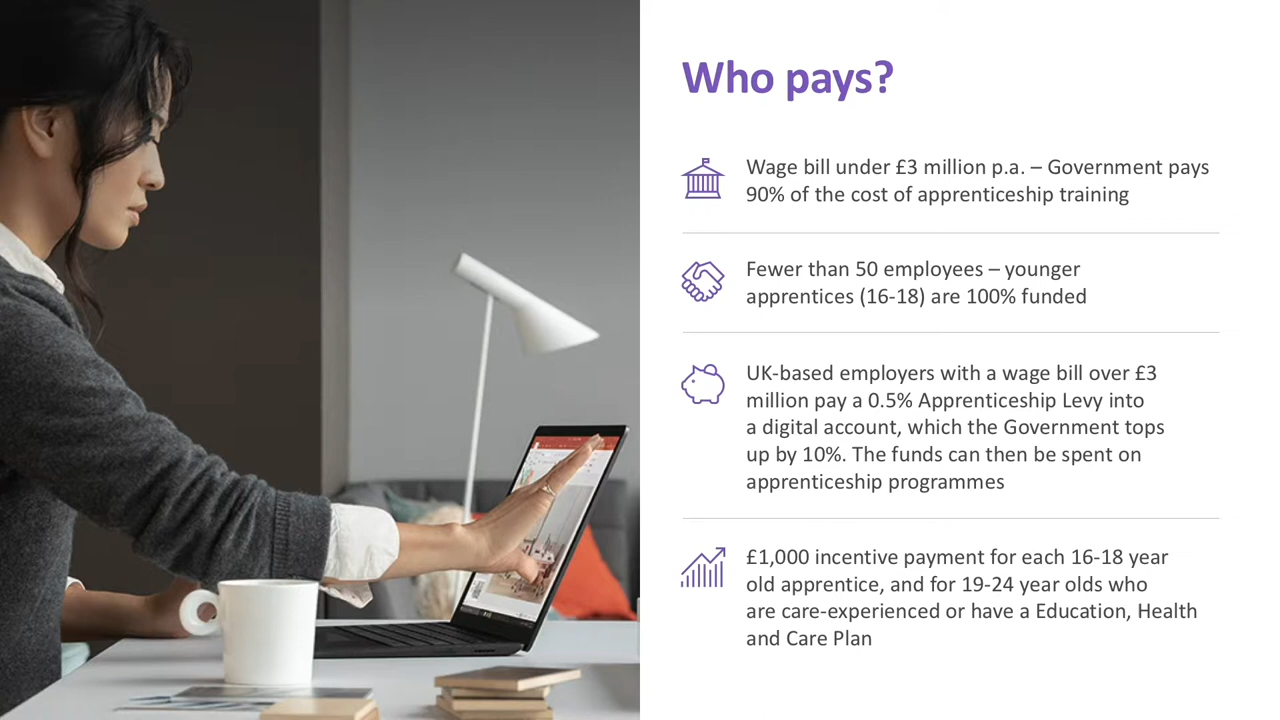 Who pays?
Wage bill under £3 million p.a. – Government pays
90% of the cost of apprenticeship training
Fewer than 50 employees – younger
apprentices (16-18) are 100% funded
UK-based employers with a wage bill over £3
million pay a 0.5% Apprenticeship Levy into
a digital account, which the Government tops
up by 10%. The funds can then be spent on
apprenticeship programmes
£1,000 incentive payment for each 16-18 year
old apprentice, and for 19-24 year olds who
are care-experienced or have a Education, Health
and Care Plan